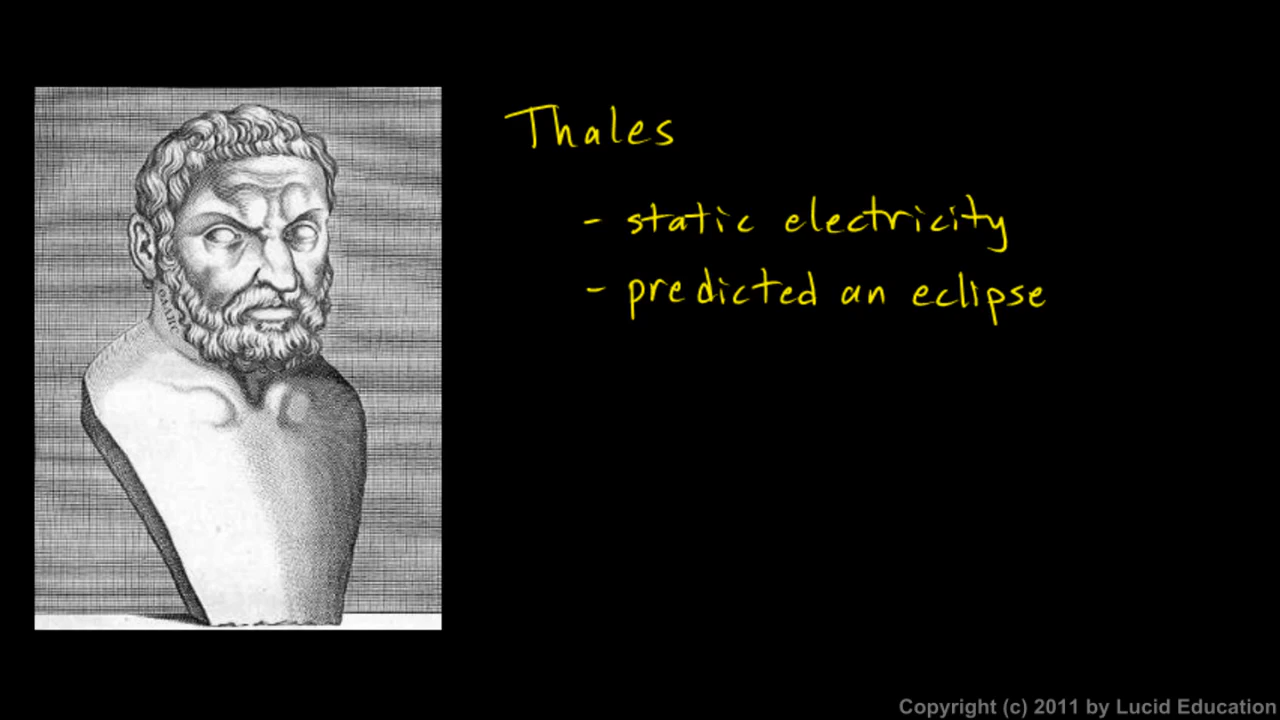 Thales
- static electricity
- predicted an eclipse
Copyright (c) 2011 by Lucid Education